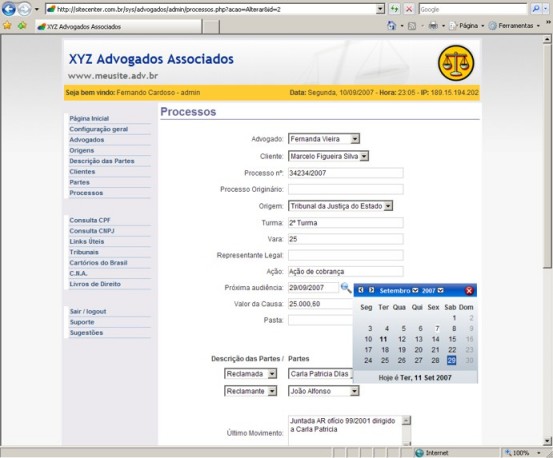 XYZ Advogados Associados
http://sitecenter.com.br/sys/advogados/admin/processos.php?acao=Alterar&id=2
Google
XYZ Advogados Associados
Página
Ferramentas
XYZ Advogados Associados
www.meusite.adv.br
Seja bem vindo: Fernando Cardoso - admin
Data: Segunda, 10/09/2007 - Hora: 23:05 - IP: 189.15.194.202
Página Inicial
Configuração geral
Advogados
Origens
Descrição das Partes
Clientes
Partes
Processos
Consulta CPF
Consulta CNPJ
Links Úteis
Tribunais
Cartórios do Brasil
C.N.A.
Livros de Direito
Sair / logout
Suporte
Sugestões
Processos
Advogado: Fernanda Vieira
Cliente: Marcelo Figueira Silva
Processo nº: 34234/2007
Processo Originário:
Origem: Tribunal da Justiça do Estado
Turma: 2ª Turma
Vara: 25
Representante Legal:
Ação: Ação de cobrança
Próxima audiência: 29/09/2007
Valor da Causa: 25.000,60
Pasta:
Setembro 2007
Seg Ter Qua Qui Sex Sab Dom
1 2
3 4 5 6 7 8 9
10 11 12 13 14 15 16
17 18 19 20 21 22 23
24 25 26 27 28 29 30
Hoje é Ter, 11 Set 2007
Descrição das Partes / Partes
Reclamada Carla Patricia Dias
Reclamante João Alfonso
Último Movimento: Juntada AR ofício 99/2001 dirigido
a Carla Patricia
Internet
100%